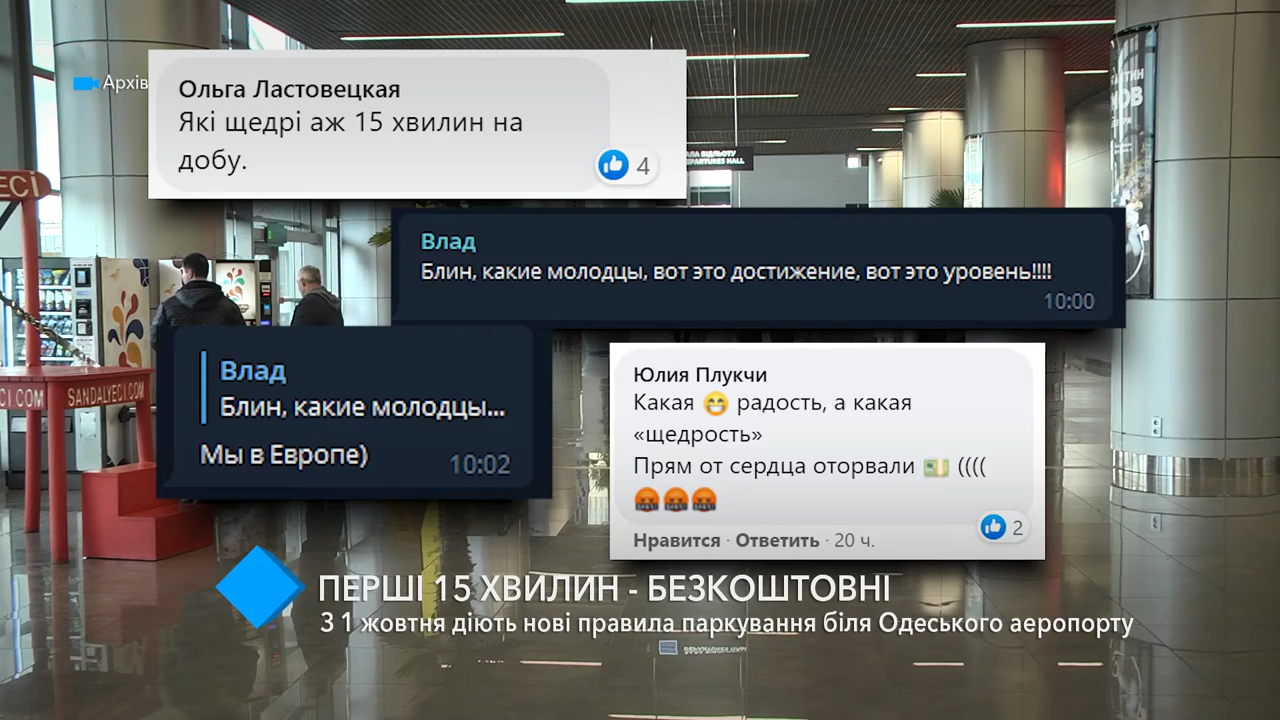 Архів
Ольга Ластовецкая
Які щедрі аж 15 хвилин на
добу.
4
DEPARTURES HALL
Влад
Блин, какие молодцы, вот это достижение, вот это уровень!!!!
10:00
Влад
Блин, какие молодцы...
Мы в Европе)
10:02
Юлия Плукчи
Какая 😁 радость, а какая
«щедрость»
Прям от сердца оторвали 💵 ((((
🤬🤬🤬
2
Нравится · Ответить · 20 ч.
ECI
CI.COM
SANDALYECI.COM
ПЕРШІ 15 ХВИЛИН - БЕЗКОШТОВНІ
З 1 жовтня діють нові правила паркування біля Одеського аеропорту